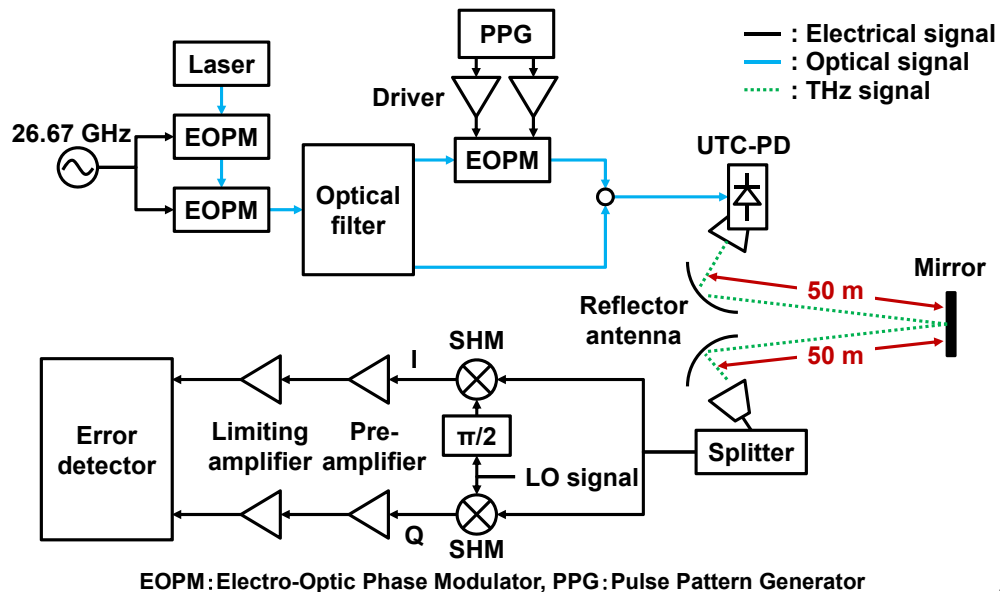 PPG
: Electrical signal
: Optical signal
: THz signal
Laser
Driver
26.67 GHz
EOPM
EOPM
EOPM
UTC-PD
Optical
filter
Mirror
50 m
Reflector
antenna
50 m
SHM
I
Error
detector
Limiting
amplifier
Pre-
amplifier
π/2
Splitter
LO signal
Q
SHM
EOPM:Electro-Optic Phase Modulator, PPG:Pulse Pattern Generator